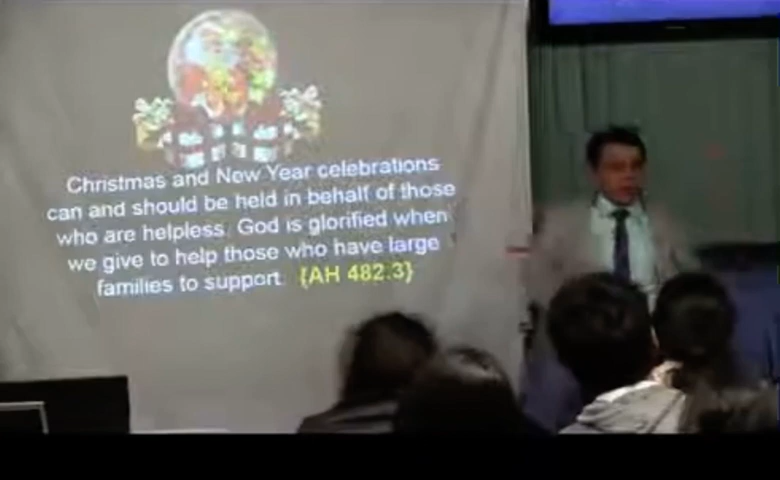 Christmas and New Year celebrations
can and should be held in behalf of those
who are helpless. God is glorified when
we give to help those who have large
families to support. {AH 482.3}